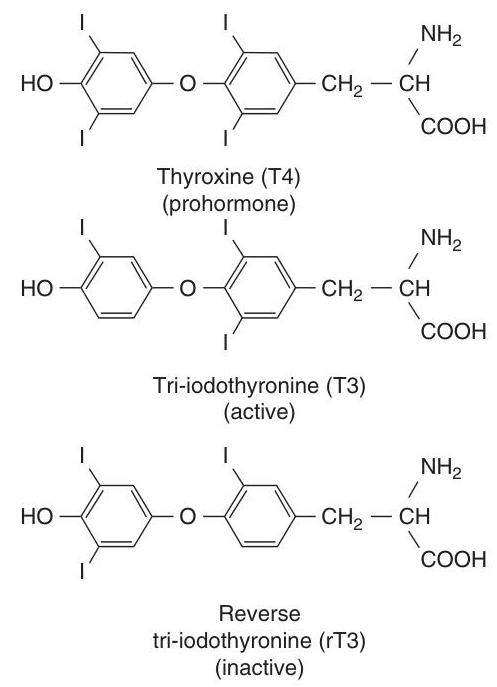 I I NH2
HO O CH2 CH
I I COOH
Thyroxine (T4)
(prohormone)
I I NH2
HO O CH2 CH
I COOH
Tri-iodothyronine (T3)
(active)
I I NH2
HO O CH2 CH
I COOH
Reverse
tri-iodothyronine (rT3)
(inactive)